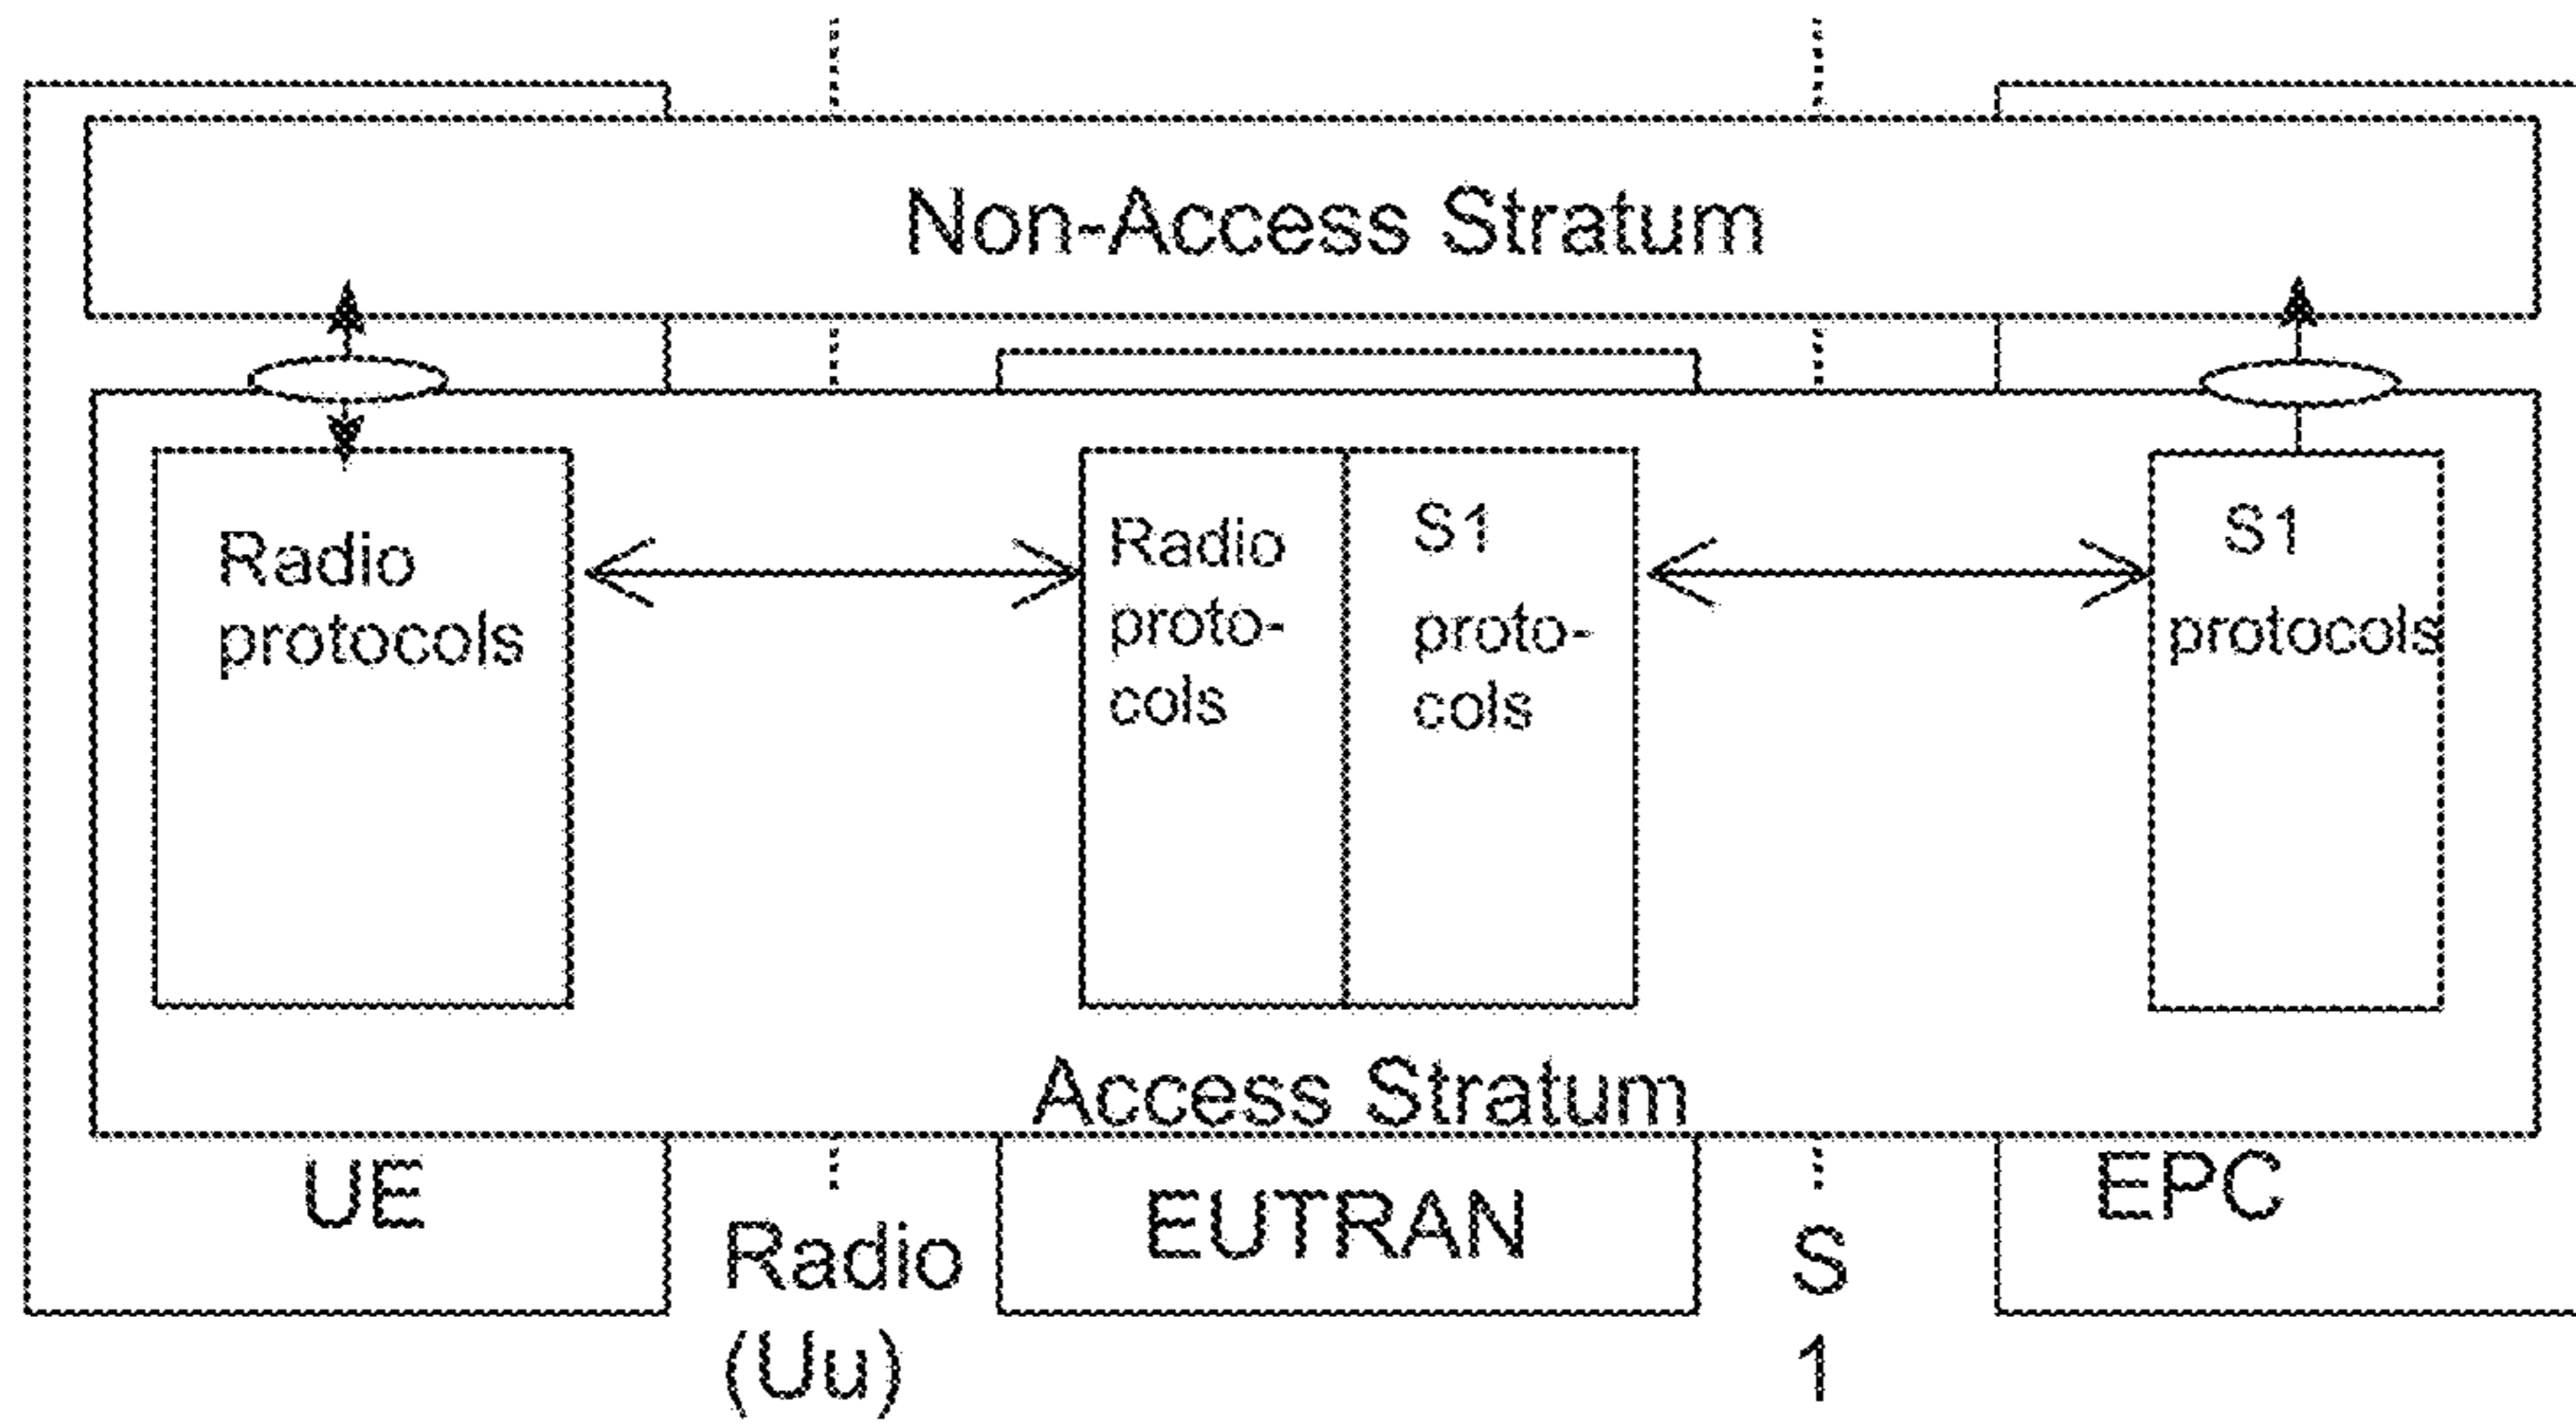 Non-Access Stratum
Radio
protocols
Radio
proto-
cols
S1
proto-
cols
S1
protocols
Access Stratum
UE
Radio
(Uu)
EUTRAN
S
1
EPC